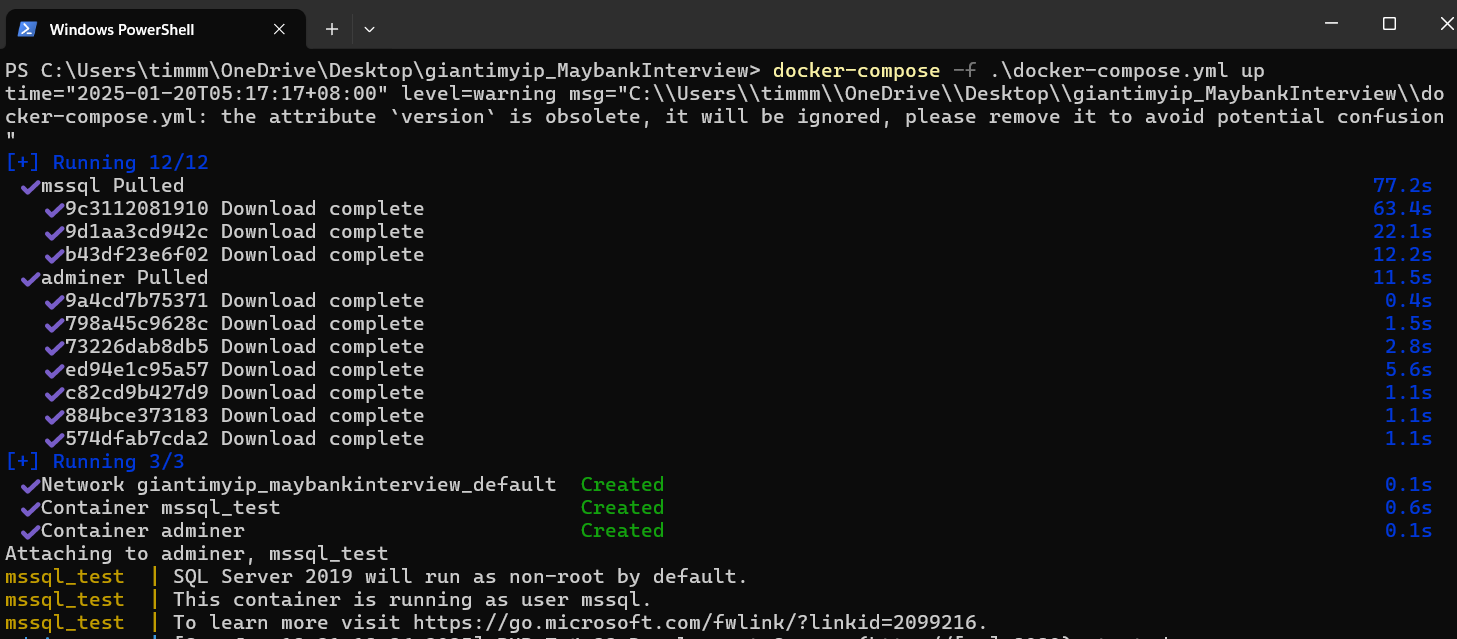 Windows PowerShell
PS C:\Users\timmm\OneDrive\Desktop\giantimyip_MaybankInterview> docker-compose -f .\docker-compose.yml up
time="2025-01-20T05:17:17+08:00" level=warning msg="C:\\Users\\timmm\\OneDrive\\Desktop\\giantimyip_MaybankInterview\\do
cker-compose.yml: the attribute `version` is obsolete, it will be ignored, please remove it to avoid potential confusion
"
[+] Running 12/12
✔mssql Pulled 77.2s
✔9c3112081910 Download complete 63.4s
✔9d1aa3cd942c Download complete 22.1s
✔b43df23e6f02 Download complete 12.2s
✔adminer Pulled 11.5s
✔9a4cd7b75371 Download complete 0.4s
✔798a45c9628c Download complete 1.5s
✔73226dab8db5 Download complete 2.8s
✔ed94e1c95a57 Download complete 5.6s
✔c82cd9b427d9 Download complete 1.1s
✔884bce373183 Download complete 1.1s
✔574dfab7cda2 Download complete 1.1s
[+] Running 3/3
✔Network giantimyip_maybankinterview_default Created 0.1s
✔Container mssql_test Created 0.6s
✔Container adminer Created 0.1s
Attaching to adminer, mssql_test
mssql_test | SQL Server 2019 will run as non-root by default.
mssql_test | This container is running as user mssql.
mssql_test | To learn more visit https://go.microsoft.com/fwlink/?linkid=2099216.